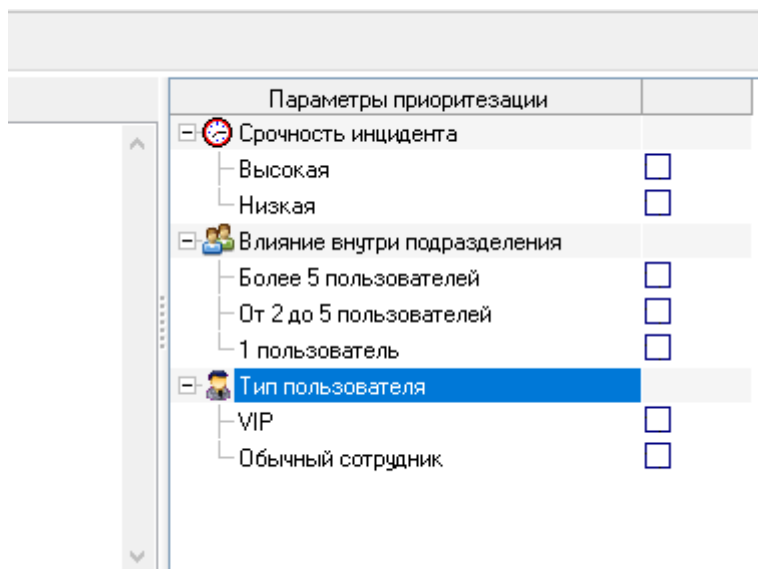 Параметры приоритезации
Срочность инцидента
Высокая
Низкая
Влияние внутри подразделения
Более 5 пользователей
От 2 до 5 пользователей
1 пользователь
Тип пользователя
VIP
Обычный сотрудник